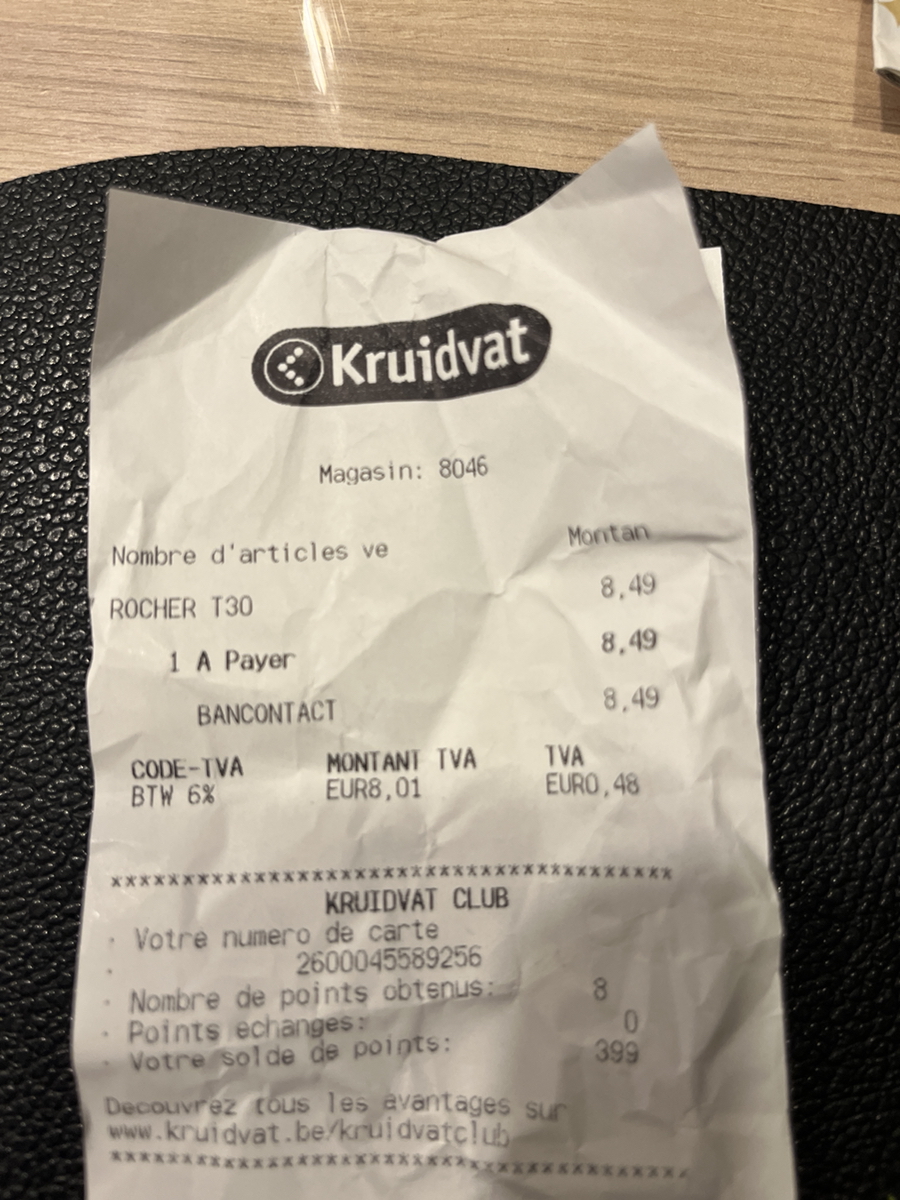 Kruidvat
Magasin: 8046
Nombre d'articles ve Montan
ROCHER T30 8,49
1 A Payer 8,49
BANCONTACT 8,49
CODE-TVA MONTANT TVA TVA
BTW 6% EUR8,01 EUR0,48
***************************************
KRUIDVAT CLUB
· Votre numero de carte
· 2600045589256
· Nombre de points obtenus: 8
· Points echanges: 0
· Votre solde de points: 399
Decouvrez tous les avantages sur
www.kruidvat.be/kruidvatclub
***************************************